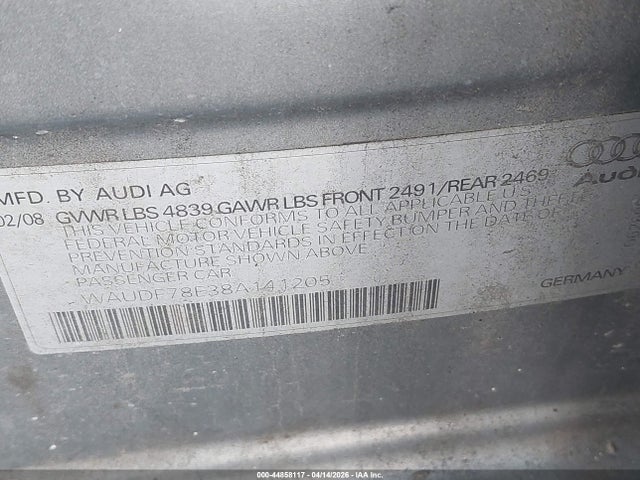 MFD. BY AUDI AG
02/08 GVWR LBS 4839 GAWR LBS FRONT 2491/REAR 2469
THIS VEHICLE CONFORMS TO ALL APPLICABLE U.S.
FEDERAL MOTOR VEHICLE SAFETY BUMPER AND THEFT
PREVENTION STANDARDS IN EFFECT ON THE DATE OF
MANUFACTURE SHOWN ABOVE.
PASSENGER CAR
WAUDF78E38A141205
Audi
GERMANY
000-44858117 - 04/14/2026 - IAA Inc.